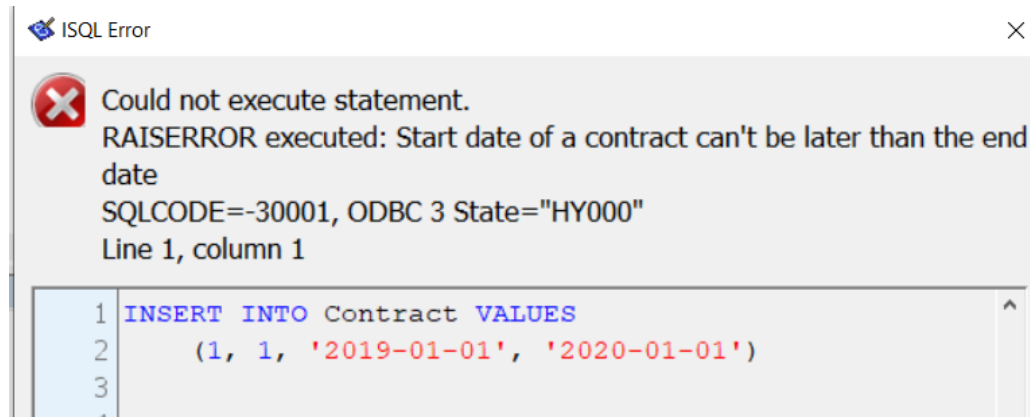 ISQL Error
Could not execute statement.
RAISERROR executed: Start date of a contract can't be later than the end
date
SQLCODE=-30001, ODBC 3 State="HY000"
Line 1, column 1
1 INSERT INTO Contract VALUES
2 (1, 1, '2019-01-01', '2020-01-01')
3